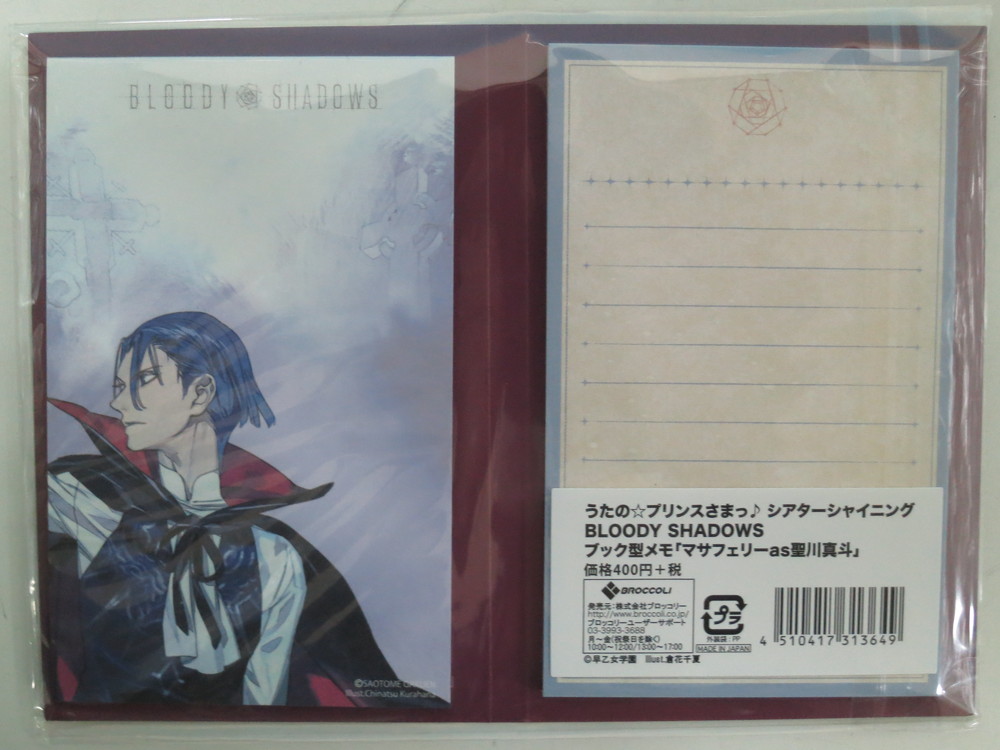 BLOODY SHADOWS
©SAOTOME GAKUEN
Illust.Chinatsu Kurahana
うたの☆プリンスさまっ♪ シアターシャイニング
BLOODY SHADOWS
ブック型メモ「マサフェリーas聖川真斗」
価格400円+税
BROCCOLI
発売元:株式会社ブロッコリー
http://www.broccoli.co.jp/
ブロッコリーユーザーサポート
03-3993-3688
月~金(祝祭日を除く)
10:00~12:00/13:00~17:00
プラ
外装袋:PP
MADE IN JAPAN
4 510417 313649
©早乙女学園 Illust.倉花千夏